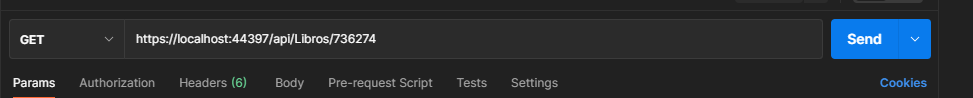 GET https://localhost:44397/api/Libros/736274 Send
Params Authorization Headers (6) Body Pre-request Script Tests Settings Cookies